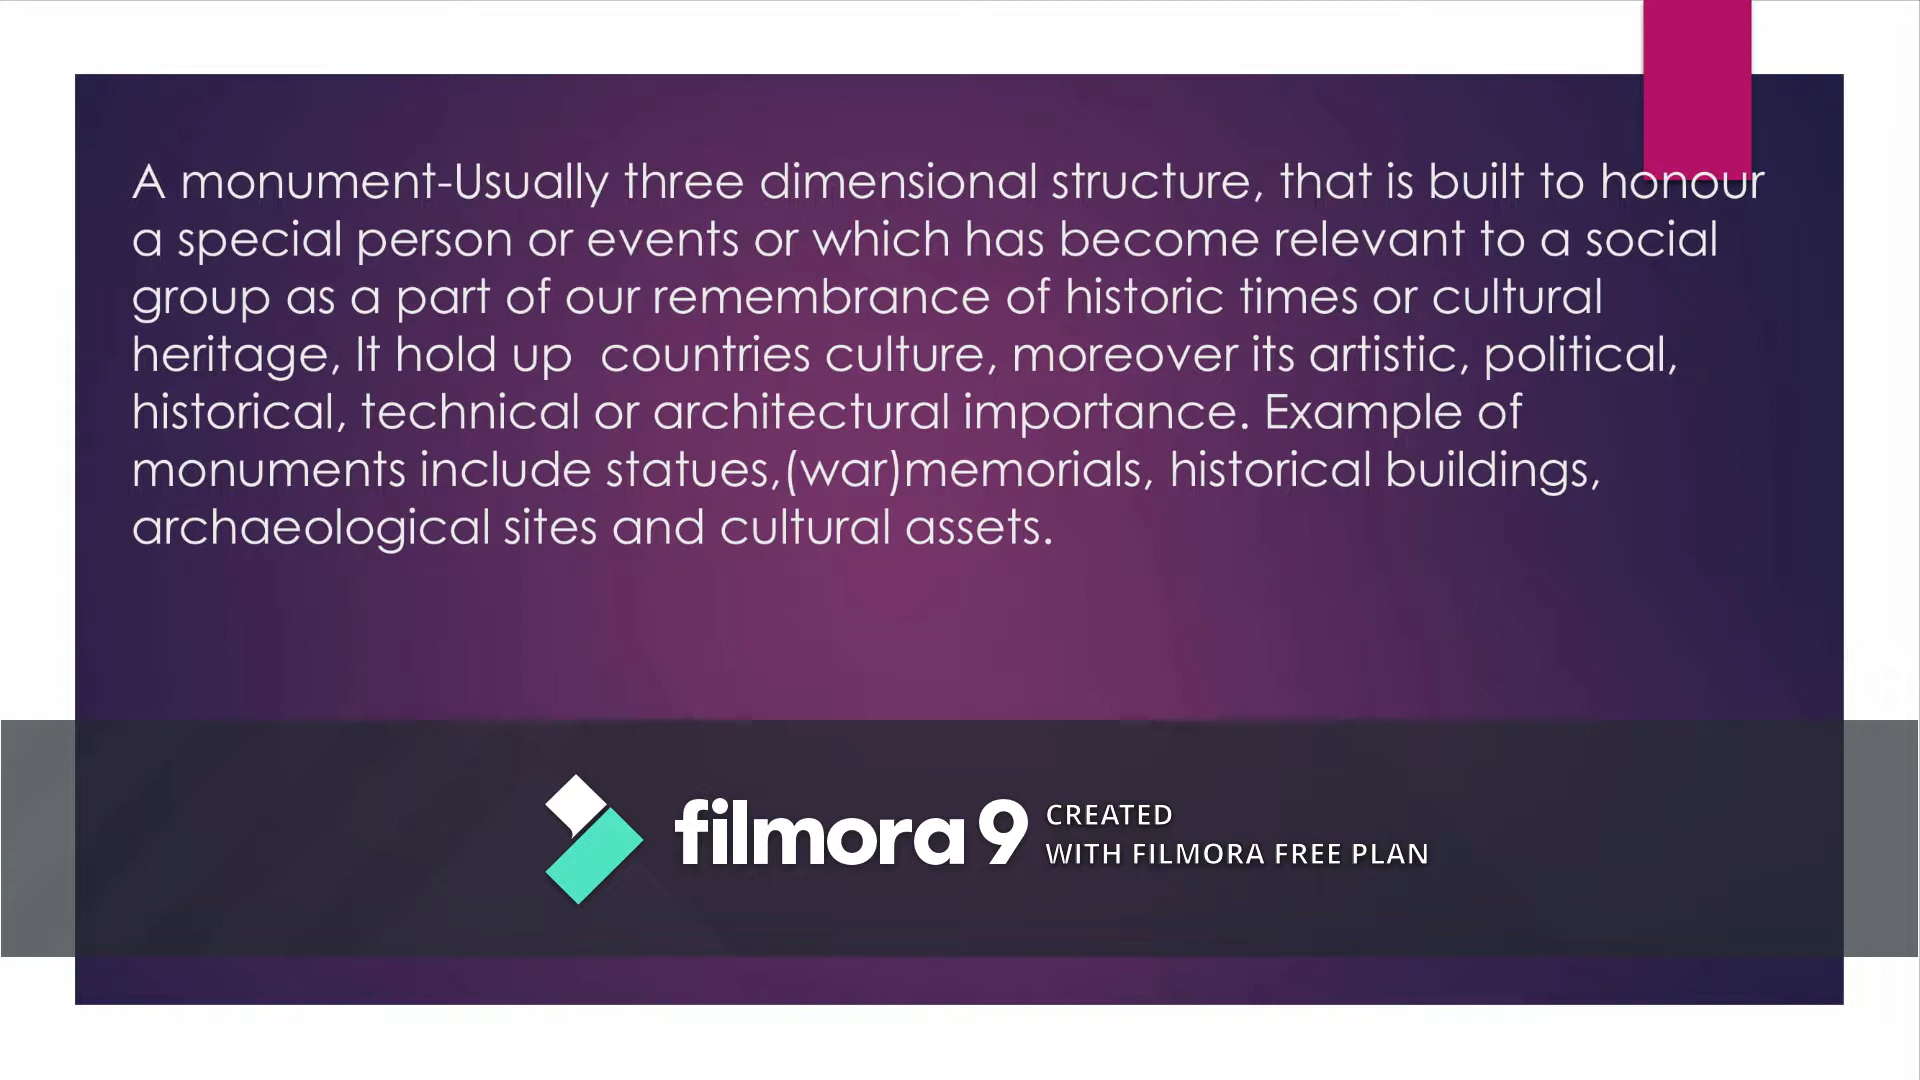 A monument-Usually three dimensional structure, that is built to honour
a special person or events or which has become relevant to a social
group as a part of our remembrance of historic times or cultural
heritage, It hold up  countries culture, moreover its artistic, political,
historical, technical or architectural importance. Example of
monuments include statues,(war)memorials, historical buildings,
archaeological sites and cultural assets.
filmora 9
CREATED
WITH FILMORA FREE PLAN